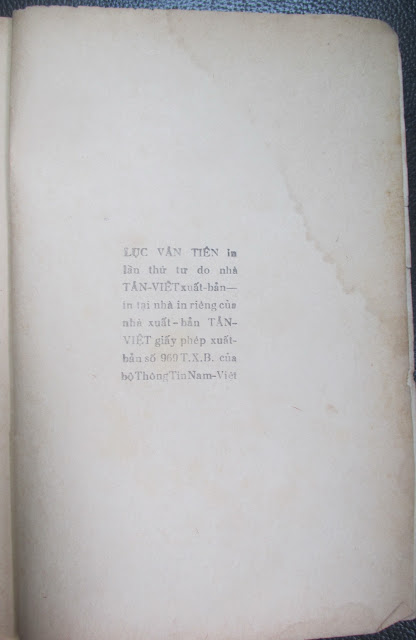 LỤC VÂN TIÊN in
lần thứ tư do nhà
TÂN-VIỆT xuất-bản—
in tại nhà in riêng của
nhà xuất-bản TÂN-
VIỆT giấy phép xuất-
bản số 969 T.X.B. của
bộ Thông Tin Nam-Việt